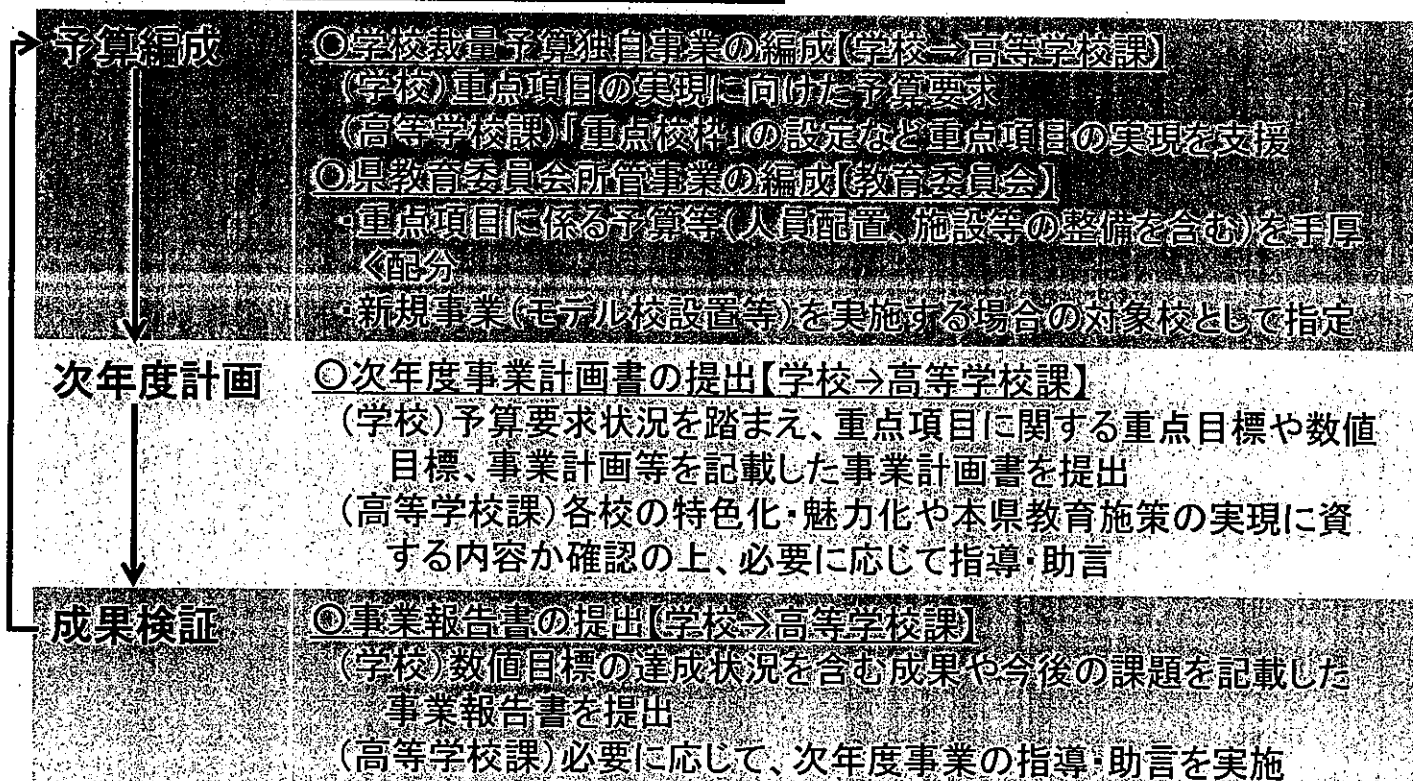 予算編成
○学校裁量予算独自事業の編成【学校→高等学校課】
(学校)重点項目の実現に向けた予算要求
(高等学校課)「重点校枠」の設定など重点項目の実現を支援
○県教育委員会所管事業の編成【教育委員会】
・重点項目に係る予算等(人員配置、施設等の整備を含む)を手厚
く配分
・新規事業(モデル校設置等)を実施する場合の対象校として指定
次年度計画
○次年度事業計画書の提出【学校→高等学校課】
(学校)予算要求状況を踏まえ、重点項目に関する重点目標や数値
目標、事業計画等を記載した事業計画書を提出
(高等学校課)各校の特色化・魅力化や本県教育施策の実現に資
する内容か確認の上、必要に応じて指導・助言
成果検証
○事業報告書の提出【学校→高等学校課】
(学校)数値目標の達成状況を含む成果や今後の課題を記載した
事業報告書を提出
(高等学校課)必要に応じて、次年度事業の指導・助言を実施